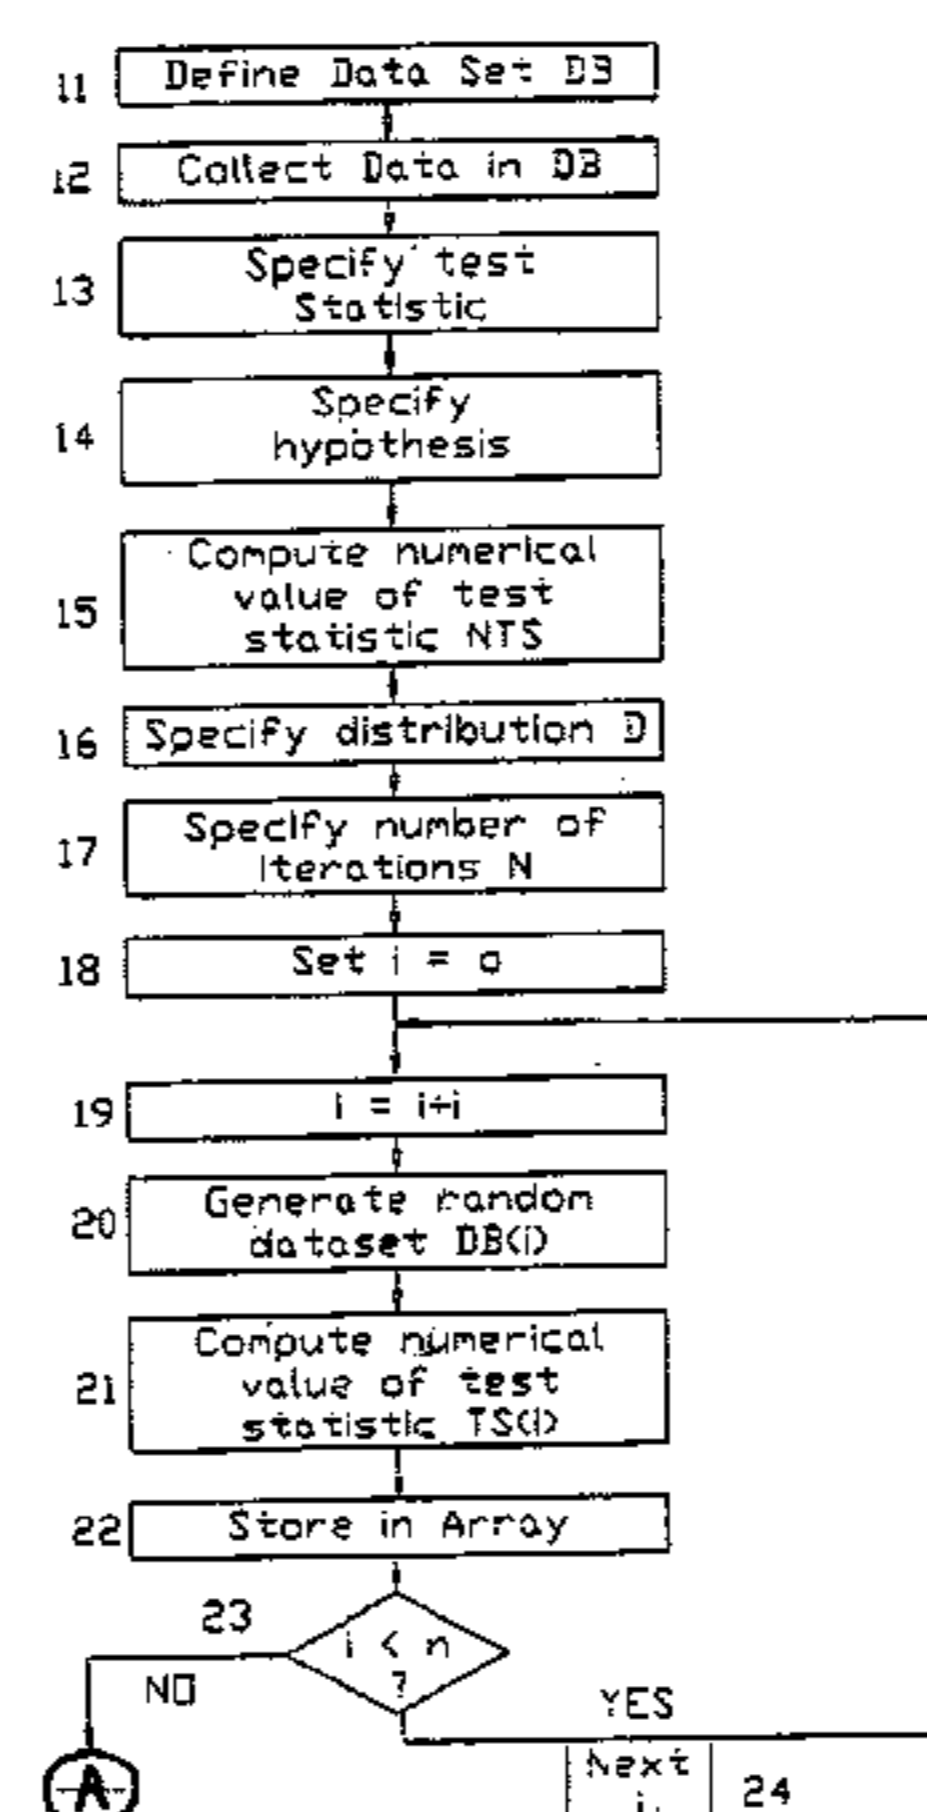 11 Define Data Set DB
12 Collect Data in DB
13 Specify test
Statistic
14 Specify
hypothesis
15 Compute numerical
value of test
statistic NTS
16 Specify distribution D
17 Specify number of
Iterations N
18 Set i = o
19 i = i+i
20 Generate randon
dataset DB(i)
21 Compute numerical
value of test
statistic TS(i)
22 Store in Array
23 i < n
?
NO
YES
A
Next
i
24